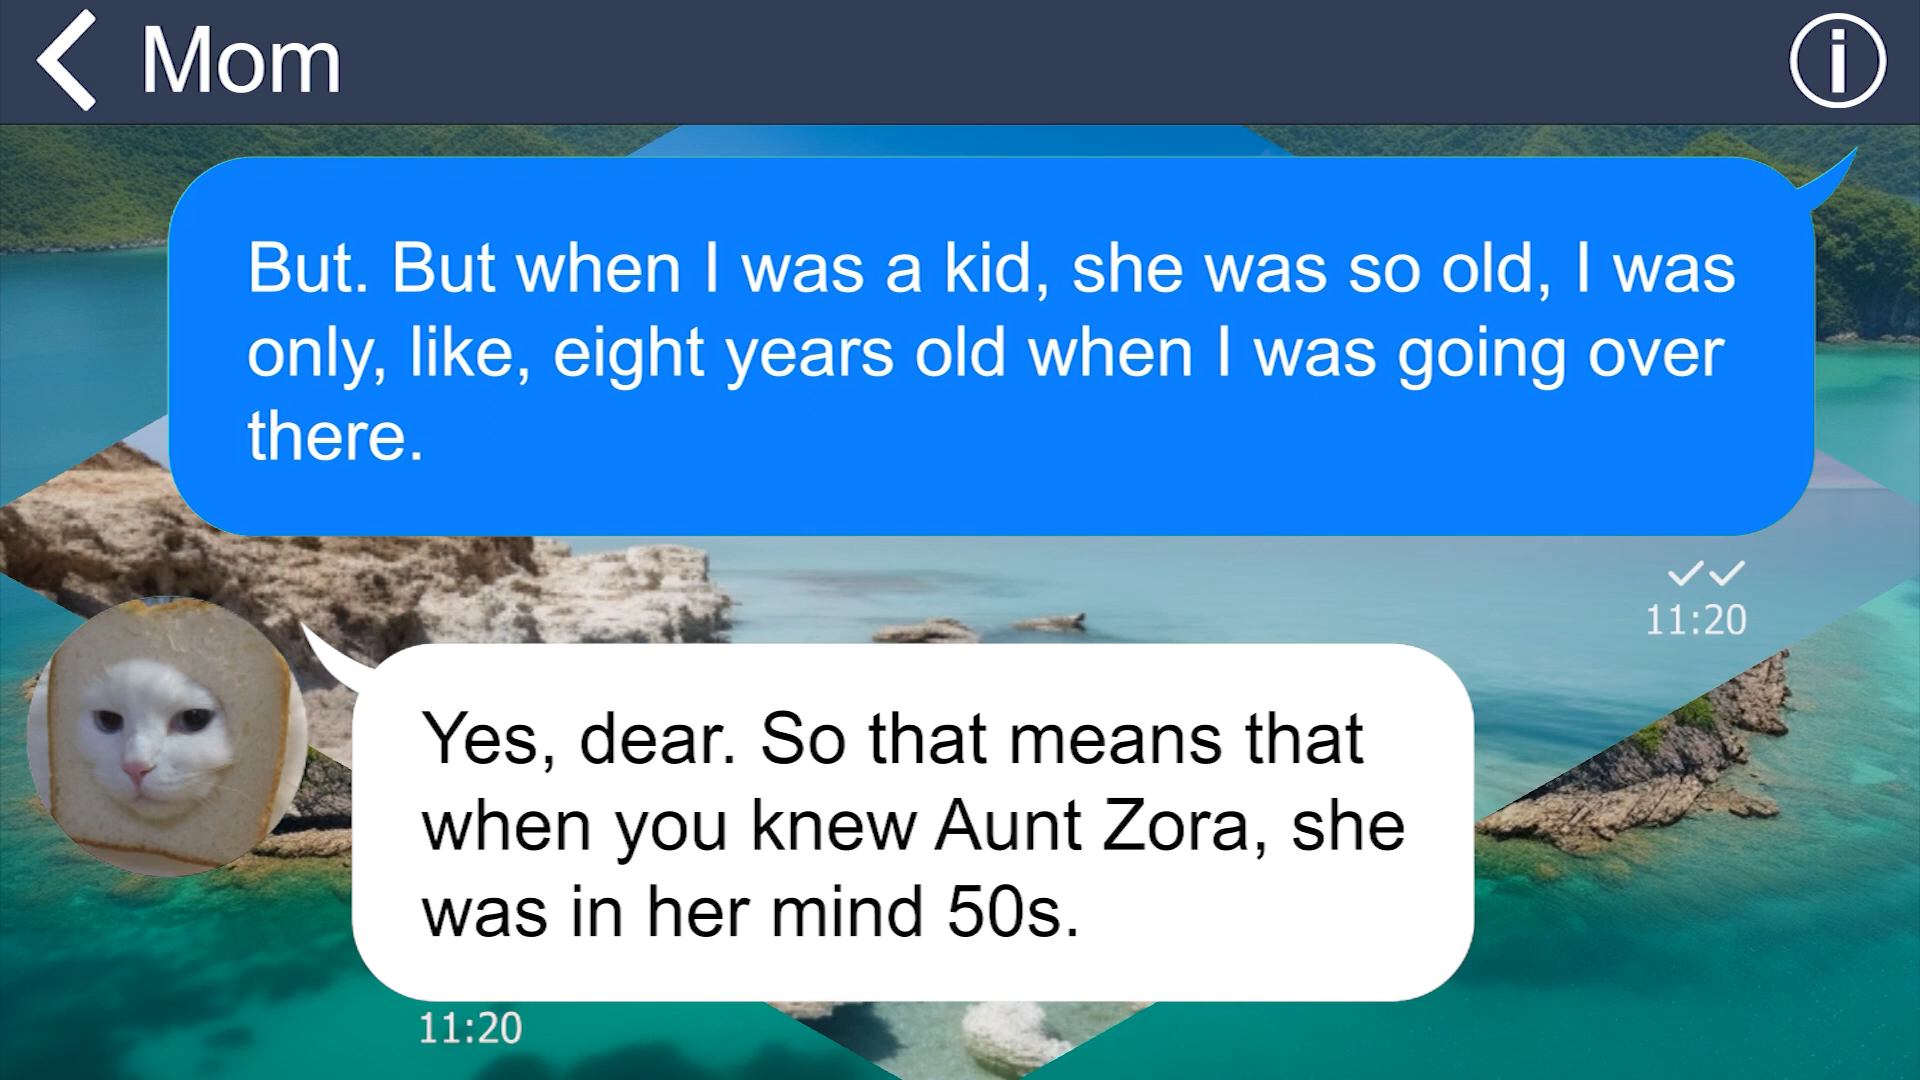 Mom
But. But when I was a kid, she was so old, I was
only, like, eight years old when I was going over
there.
11:20
Yes, dear. So that means that
when you knew Aunt Zora, she
was in her mind 50s.
11:20